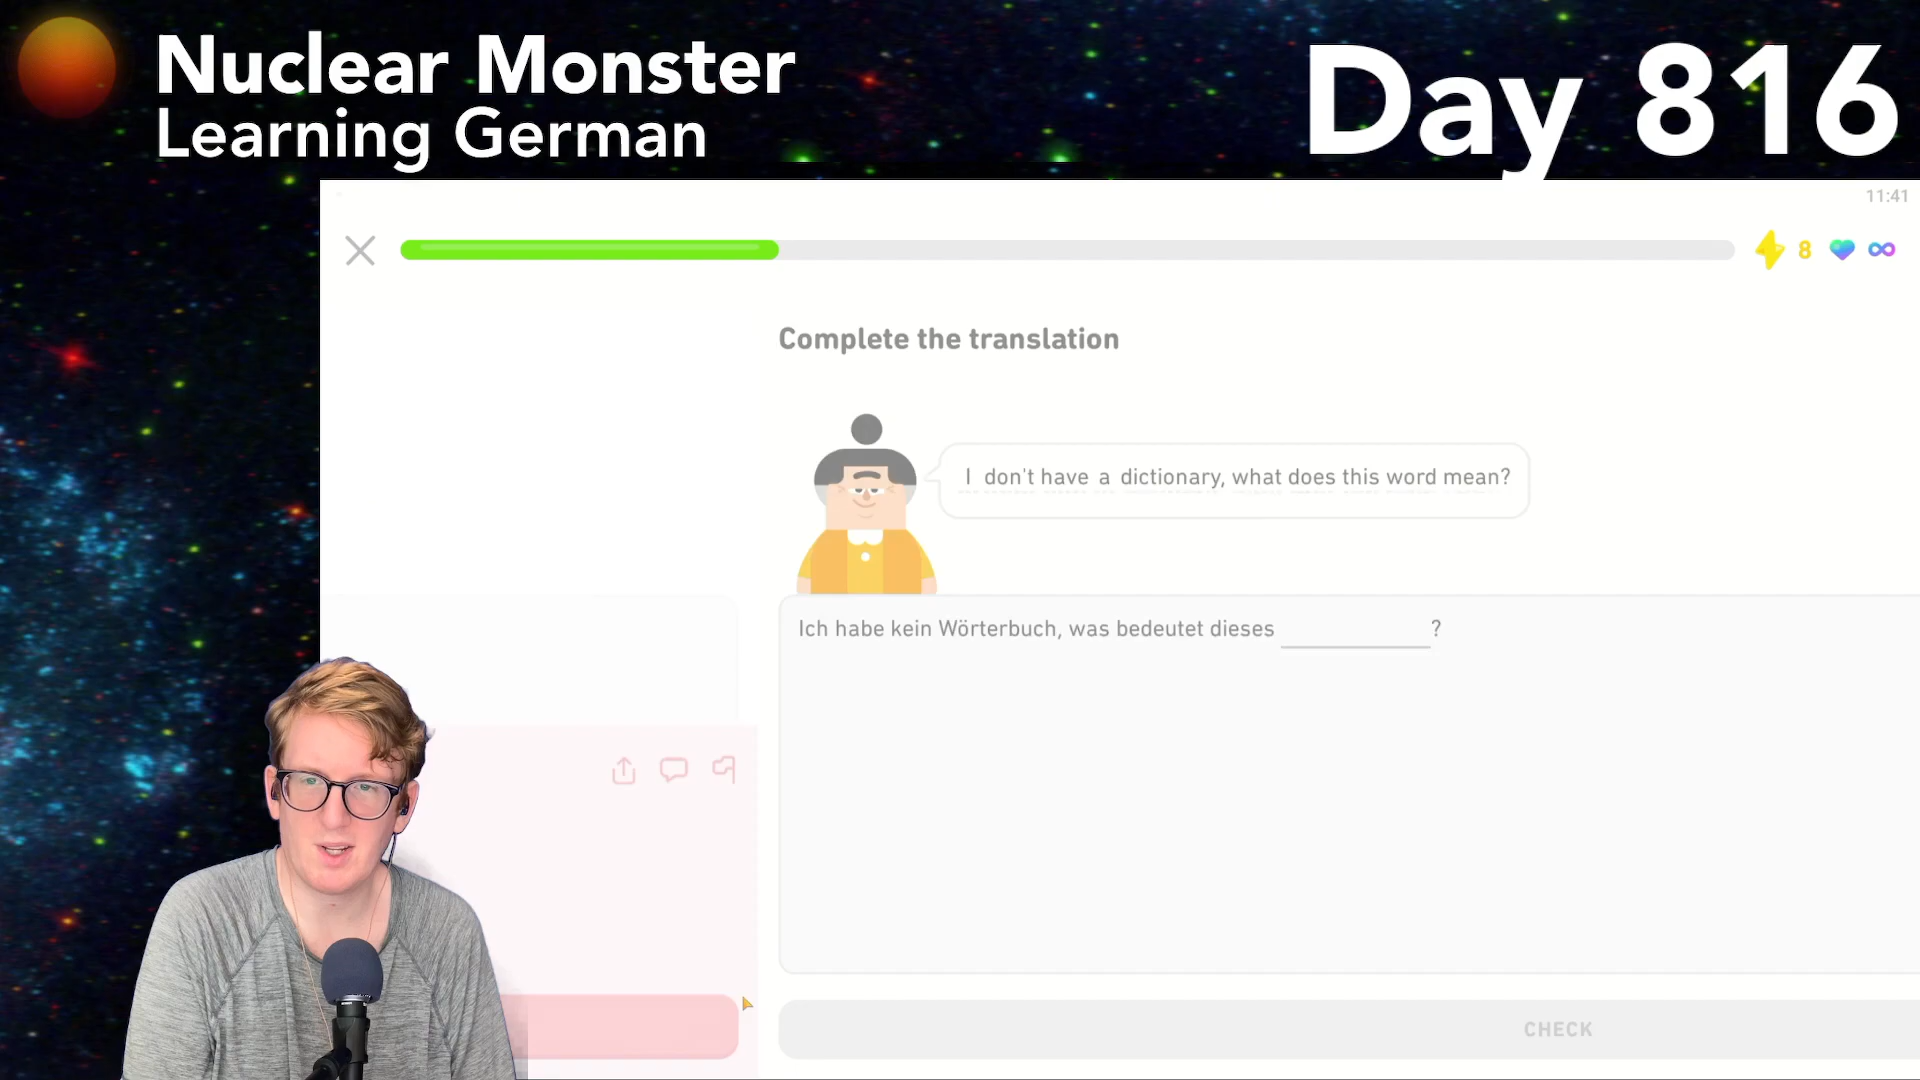 Nuclear Monster
Learning German
Day 816
11:41
8
Complete the translation
I don't have a dictionary, what does this word mean?
Ich habe kein Wörterbuch, was bedeutet dieses ________?
CHECK